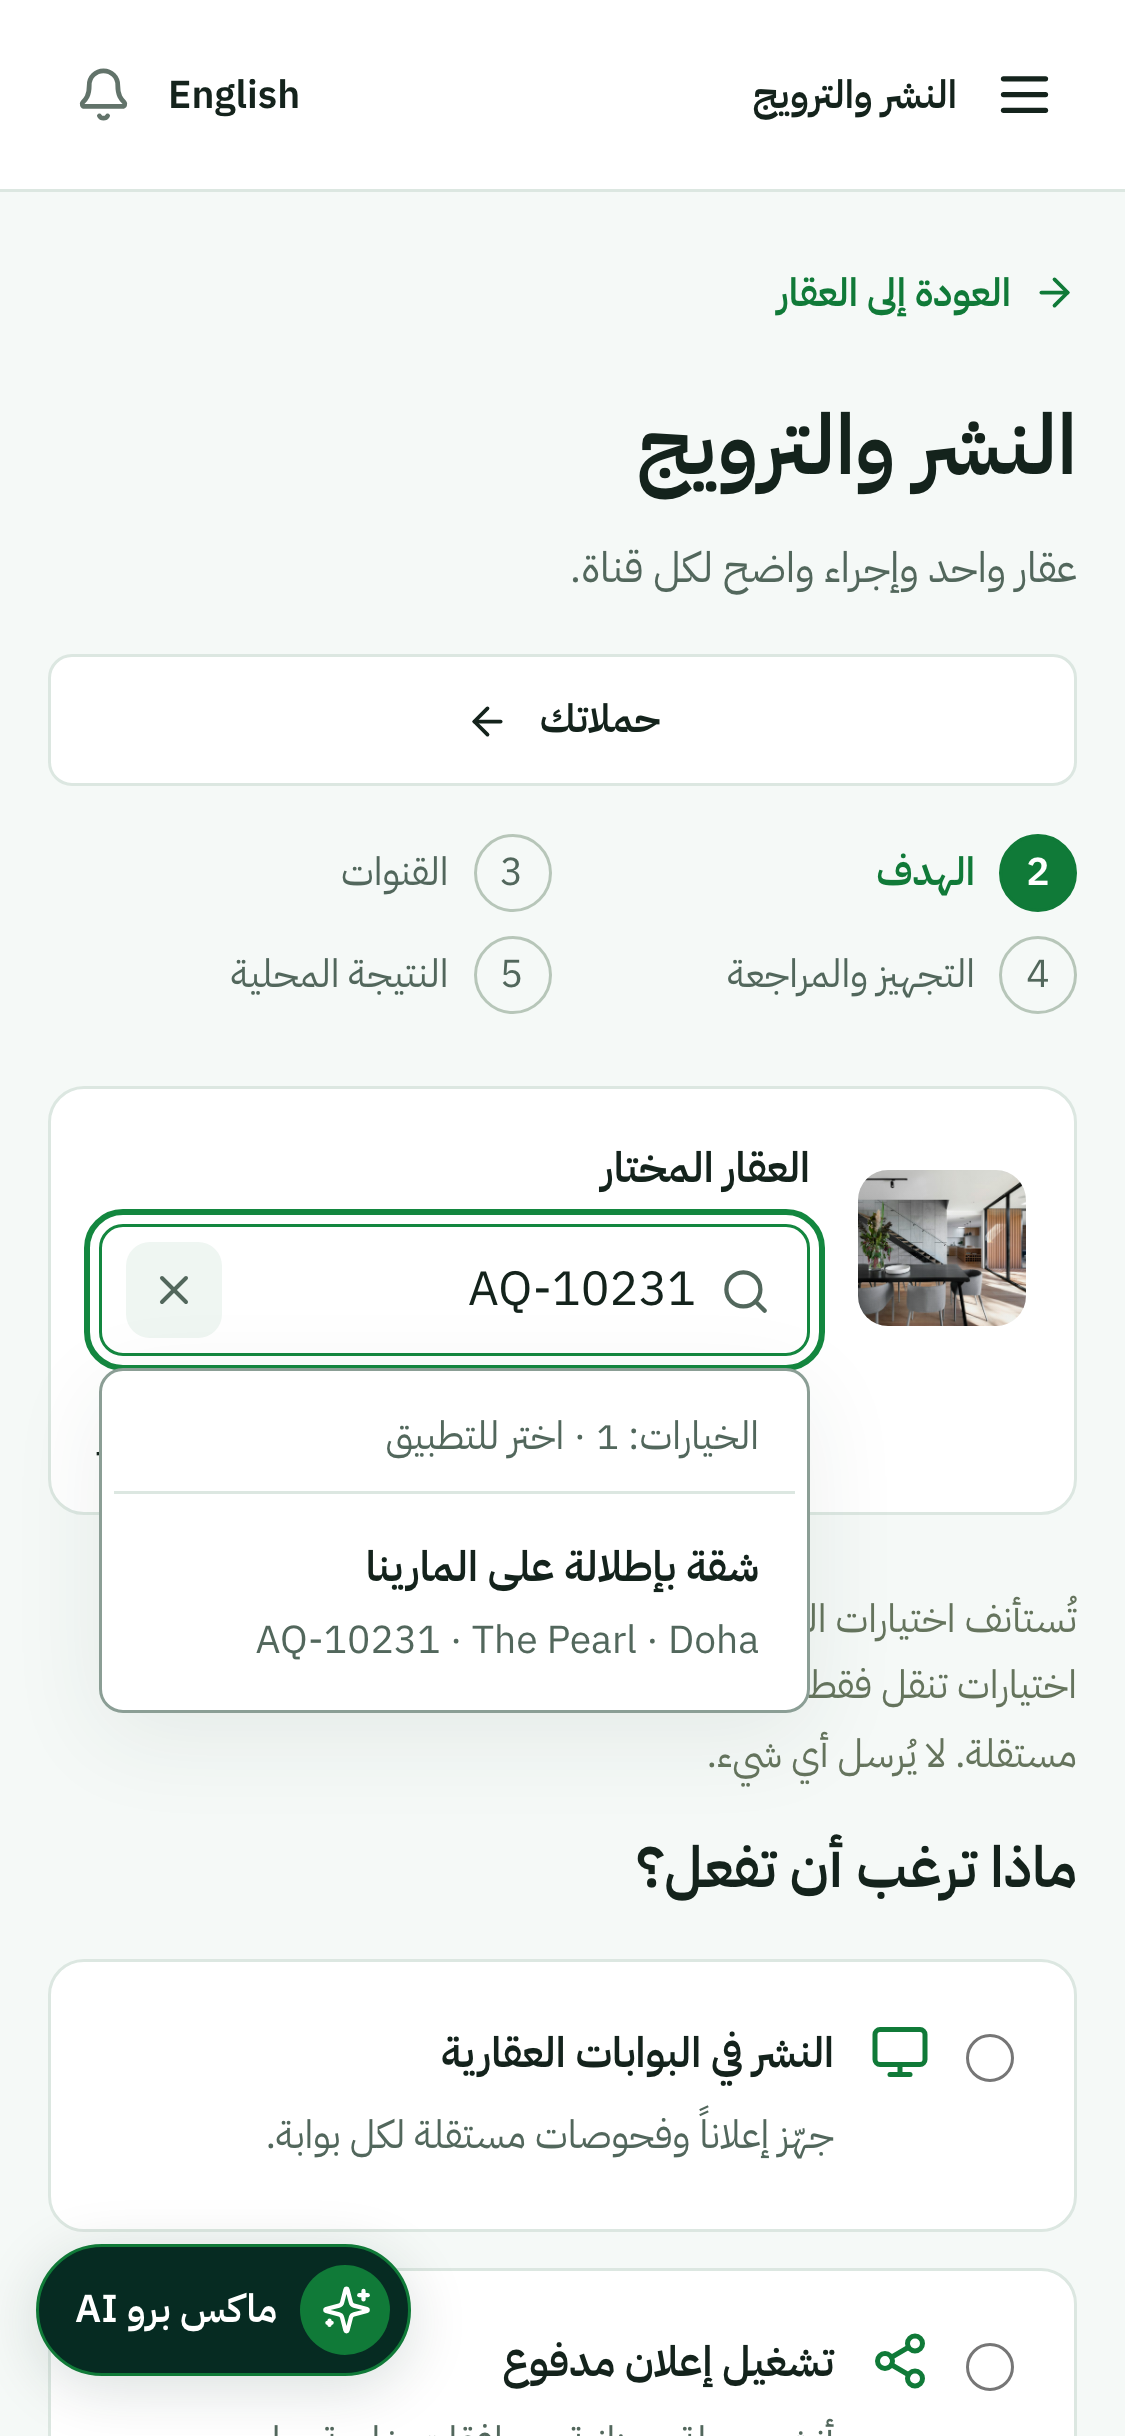 النشر والترويج
English
العودة إلى العقار
النشر والترويج
عقار واحد وإجراء واضح لكل قناة.
حملاتك
2 الهدف
3 القنوات
4 التجهيز والمراجعة
5 النتيجة المحلية
العقار المختار
AQ-10231
الخيارات: 1 · اختر للتطبيق
شقة بإطلالة على المارينا
AQ-10231 · The Pearl · Doha
تُستأنف اختيارات
اختيارات تنقل فقط
مستقلة. لا يُرسل أي شيء.
ماذا ترغب أن تفعل؟
النشر في البوابات العقارية
جهّز إعلاناً وفحوصات مستقلة لكل بوابة.
تشغيل إعلان مدفوع
ماكس برو AI